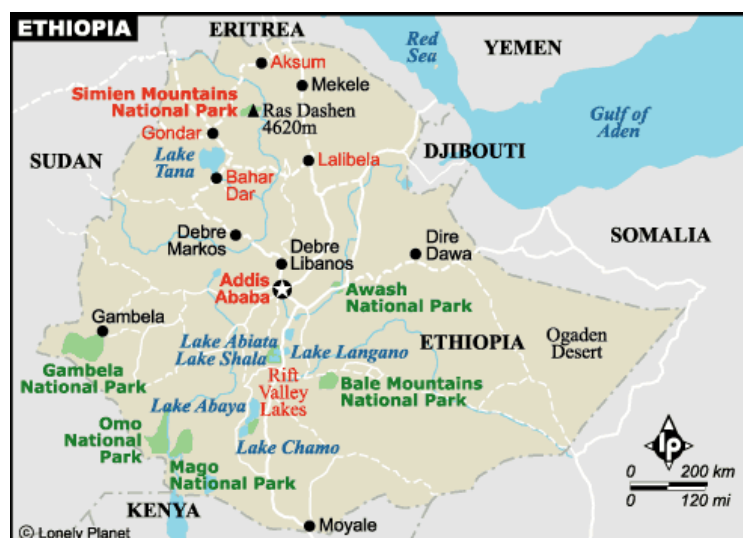 ETHIOPIA
ERITREA
Red
Sea
YEMEN
Aksum
Mekele
Simien Mountains
National Park
Ras Dashen
4620m
Gulf of
Aden
Gondar
SUDAN
Lake
Tana
Lalibela
DJIBOUTI
Bahar
Dar
Debre
Markos
Debre
Libanos
Dire
Dawa
SOMALIA
Addis
Ababa
Awash
National Park
Gambela
Lake Abiata
Lake Shala
Lake Langano
ETHIOPIA
Ogaden
Desert
Gambela
National Park
Rift
Valley
Lakes
Bale Mountains
National Park
Lake Abaya
Omo
National
Park
Lake Chamo
Mago
National Park
lp
0 200 km
0 120 mi
KENYA
Moyale
© Lonely Planet